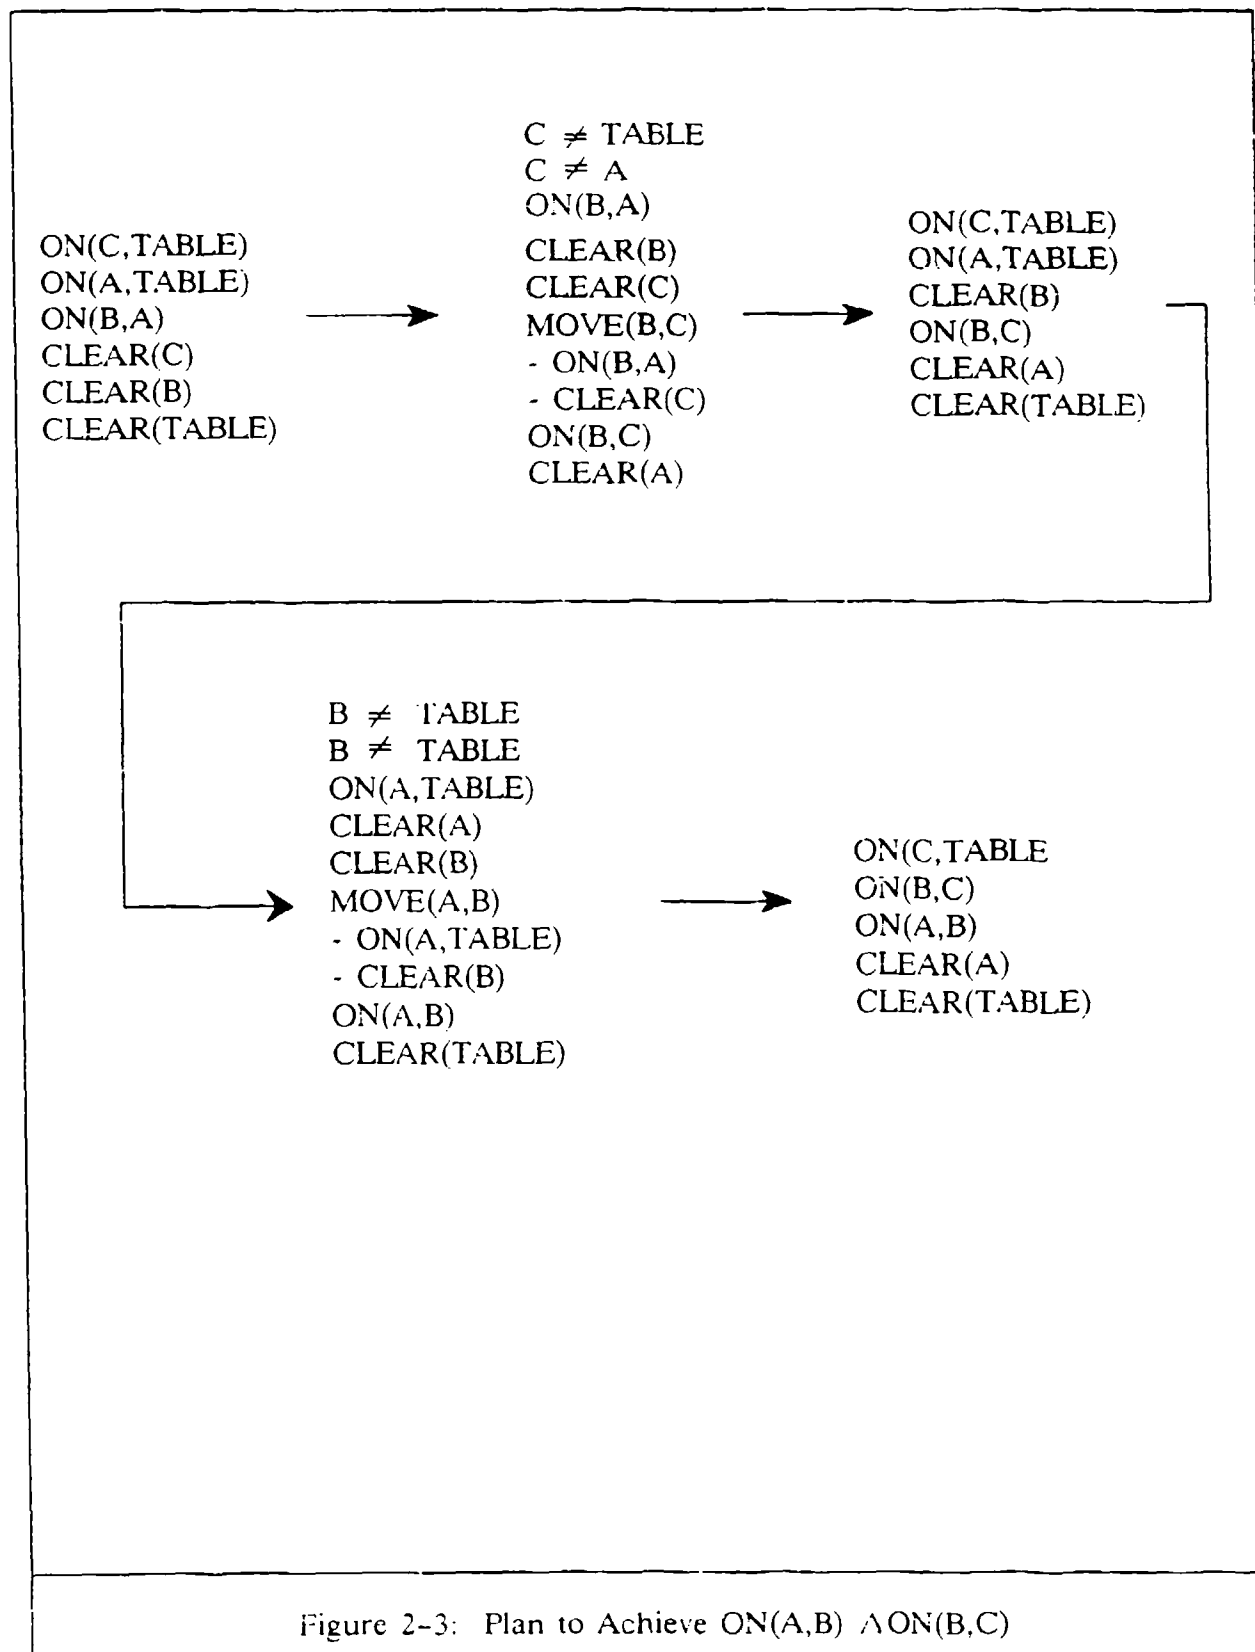 ON(C,TABLE)
ON(A,TABLE)
ON(B,A)
CLEAR(C)
CLEAR(B)
CLEAR(TABLE)
C ≠ TABLE
C ≠ A
ON(B,A)
CLEAR(B)
CLEAR(C)
MOVE(B,C)
- ON(B,A)
- CLEAR(C)
ON(B,C)
CLEAR(A)
ON(C,TABLE)
ON(A,TABLE)
CLEAR(B)
ON(B,C)
CLEAR(A)
CLEAR(TABLE)
B ≠ TABLE
B ≠ TABLE
ON(A,TABLE)
CLEAR(A)
CLEAR(B)
MOVE(A,B)
- ON(A,TABLE)
- CLEAR(B)
ON(A,B)
CLEAR(TABLE)
ON(C,TABLE
ON(B,C)
ON(A,B)
CLEAR(A)
CLEAR(TABLE)
Figure 2-3: Plan to Achieve ON(A,B) ∧ON(B,C)